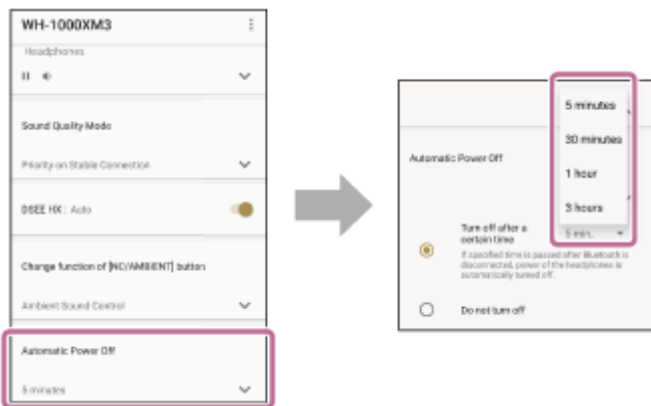 WH-1000XM3
Headphones
Sound Quality Mode
Priority on Stable Connection
DSEE HX : Auto
Change function of [NC/AMBIENT] button
Ambient Sound Control
Automatic Power Off
5 minutes
5 minutes
30 minutes
1 hour
3 hours
Automatic Power Off
Turn off after a
certain time
5 min.
If specified time is passed after Bluetooth is
disconnected, power of the headphones is
automatically turned off.
Do not turn off